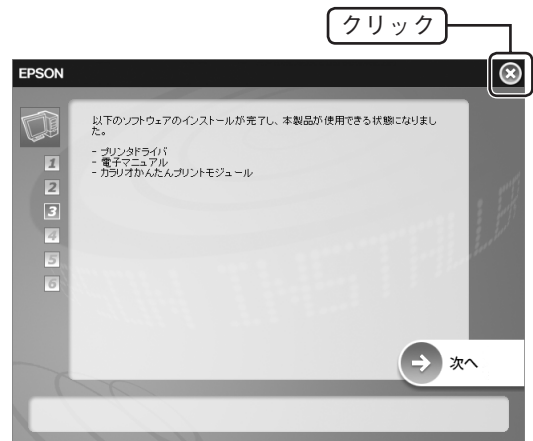 クリック
EPSON
以下のソフトウェアのインストールが完了し、本製品が使用できる状態になりまし
た。
- プリンタドライバ
- 電子マニュアル
- カラリオかんたんプリントモジュール
1
2
3
4
5
6
EPSON INSTALLER
次へ